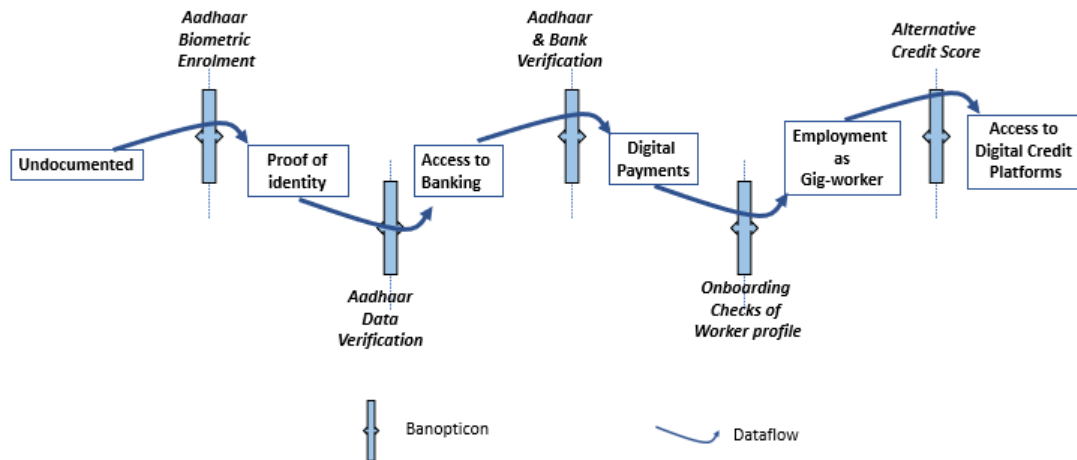 Aadhaar
Biometric
Enrolment
Aadhaar
& Bank
Verification
Alternative
Credit Score
Undocumented
Proof of
identity
Access to
Banking
Digital
Payments
Employment
as
Gig-worker
Access to
Digital Credit
Platforms
Aadhaar
Data
Verification
Onboarding
Checks of
Worker profile
Banopticon
Dataflow